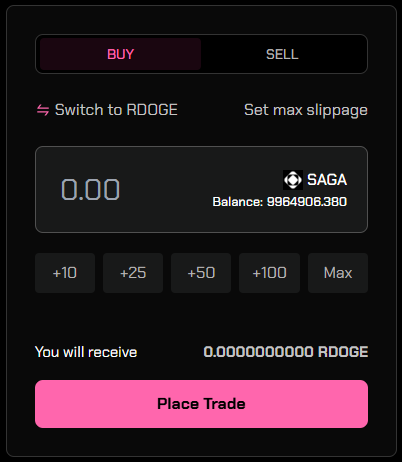 BUY SELL
Switch to RDOGE Set max slippage
0.00 SAGA
Balance: 9964906.380
+10 +25 +50 +100 Max
You will receive 0.0000000000 RDOGE
Place Trade